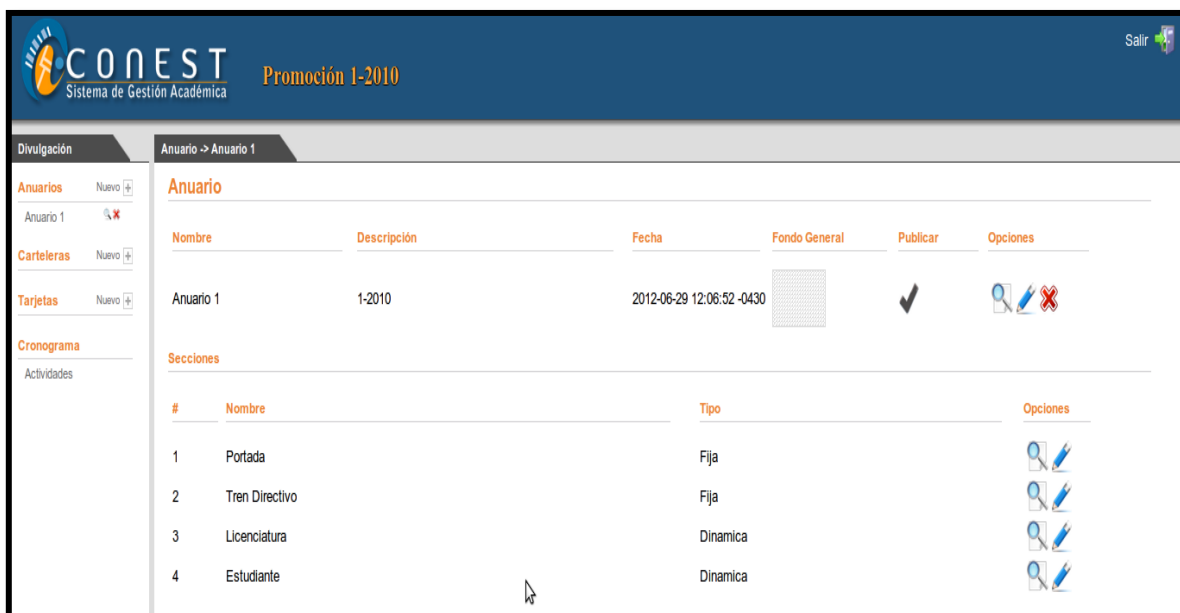 Salir
CONEST
Sistema de Gestión Académica
Promoción 1-2010
Divulgación
Anuario -> Anuario 1
Anuarios Nuevo
Anuario 1
Carteleras Nuevo
Tarjetas Nuevo
Cronograma
Actividades
Anuario
Nombre Descripción Fecha Fondo General Publicar Opciones
Anuario 1 1-2010 2012-06-29 12:06:52 -0430
Secciones
# Nombre Tipo Opciones
1 Portada Fija
2 Tren Directivo Fija
3 Licenciatura Dinamica
4 Estudiante Dinamica